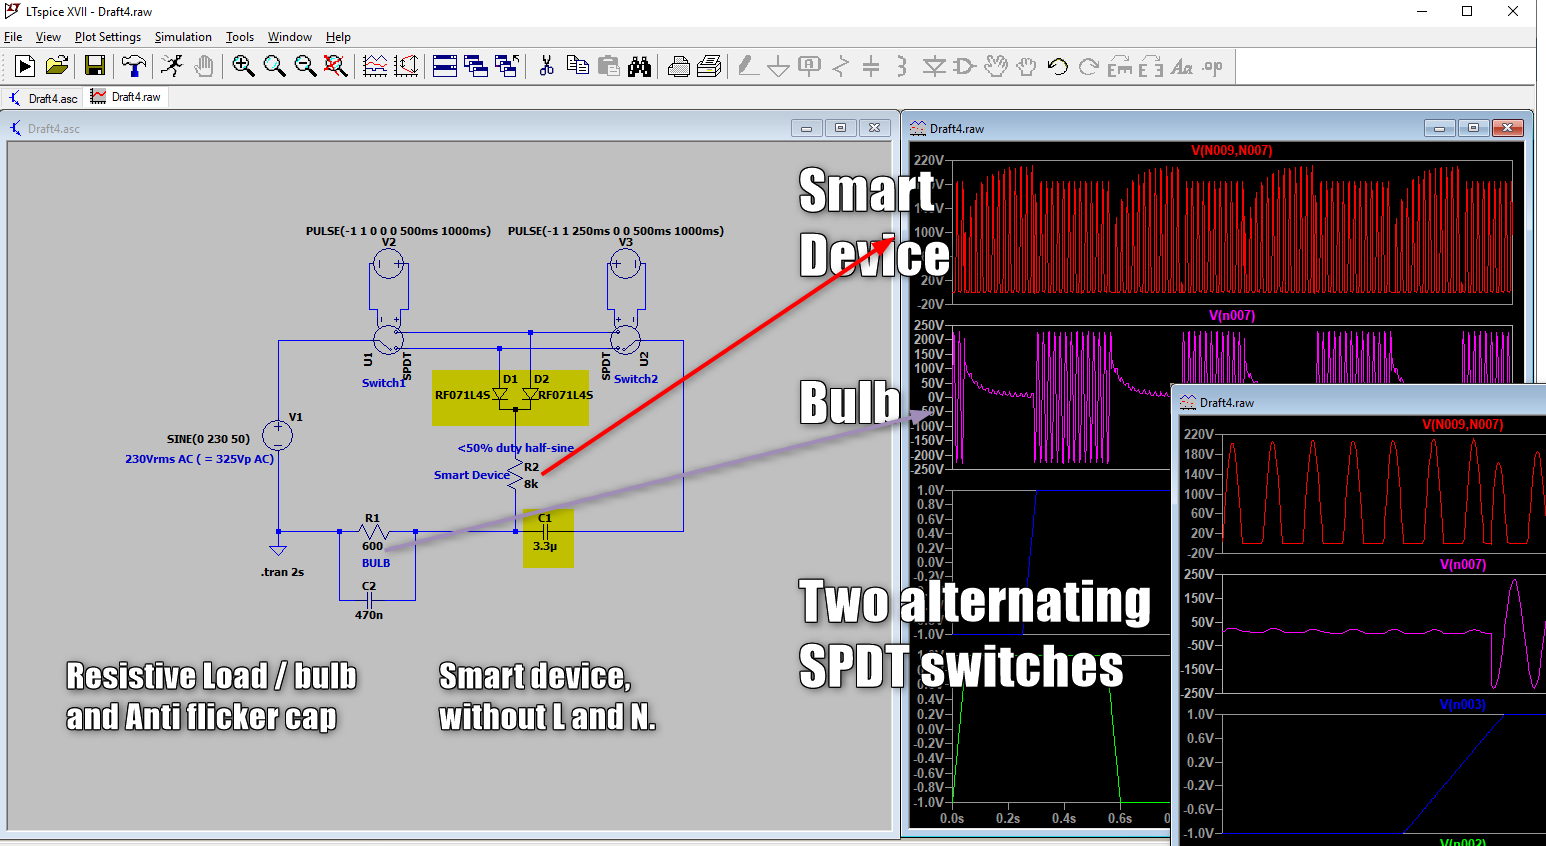 LTspice XVII - Draft4.raw
File View Plot Settings Simulation Tools Window Help
Draft4.asc Draft4.raw
Draft4.asc
PULSE(-1 1 0 0 0 500ms 1000ms) PULSE(-1 1 250ms 0 0 500ms 1000ms)
V2 V3
U1 SPDT SPDT U2
Switch1 Switch2
D1 D2
RF071L4S RF071L4S
V1
SINE(0 230 50)
230Vrms AC ( = 325Vp AC)
<50% duty half-sine
Smart Device R2
8k
R1 C1
600 3.3µ
BULB
.tran 2s
C2
470n
Resistive Load / bulb
and Anti flicker cap
Smart device,
without L and N.
Smart
Device
Bulb
Two alternating
SPDT switches
Draft4.raw
V(N009,N007)
220V
100V
20V
-20V
V(n007)
250V
200V
150V
100V
50V
0V
-50V
-100V
-150V
-200V
-250V
1.0V
0.8V
0.6V
0.4V
0.2V
0.0V
-0.2V
-1.0V
0.4V
0.2V
0.0V
-0.2V
-0.4V
-0.6V
-0.8V
-1.0V
0.0s 0.2s 0.4s 0.6s
Draft4.raw
V(N009,N007)
220V
180V
140V
100V
60V
20V
-20V
V(n007)
250V
150V
50V
-50V
-150V
-250V
V(n003)
1.0V
0.6V
0.2V
-0.2V
-0.6V
-1.0V
V(n002)